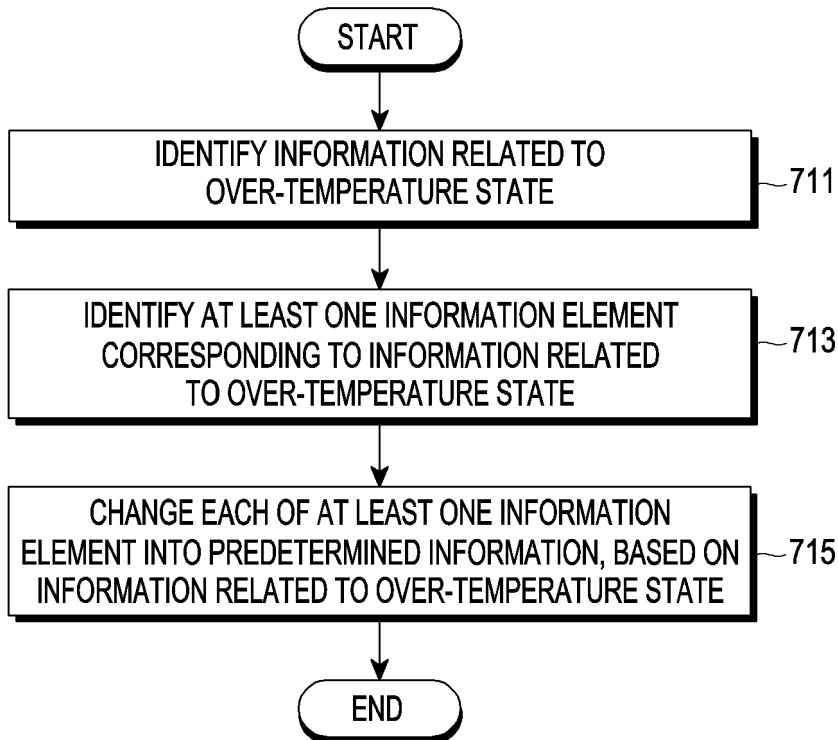 START
IDENTIFY INFORMATION RELATED TO
OVER-TEMPERATURE STATE
711
IDENTIFY AT LEAST ONE INFORMATION ELEMENT
CORRESPONDING TO INFORMATION RELATED
TO OVER-TEMPERATURE STATE
713
CHANGE EACH OF AT LEAST ONE INFORMATION
ELEMENT INTO PREDETERMINED INFORMATION, BASED ON
INFORMATION RELATED TO OVER-TEMPERATURE STATE
715
END